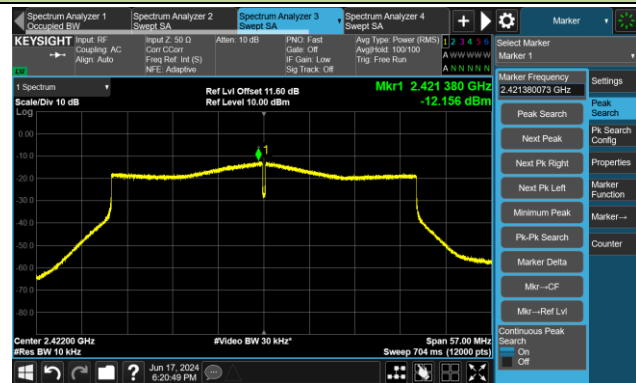 Spectrum Analyzer 1
Occupied BW
Spectrum Analyzer 2
Swept SA
Spectrum Analyzer 3
Swept SA
Spectrum Analyzer 4
Swept SA
Marker
KEYSIGHT
Input: RF
Coupling: AC
Align: Auto
Input Z: 50 Ω
Corr CCorr
Freq Ref: Int (S)
NFE: Adaptive
Atten: 10 dB
PNO: Fast
Gate: Off
IF Gain: Low
Sig Track: Off
Avg Type: Power (RMS)
Avg|Hold: 100/100
Trig: Free Run
1 2 3 4 5 6
A W W W W W
A N N N N N
LW
Select Marker
Marker 1
1 Spectrum
Scale/Div 10 dB
Log
Ref Lvl Offset 11.60 dB
Ref Level 10.00 dBm
Mkr1 2.421 380 GHz
-12.156 dBm
0.00
-10.0
-20.0
-30.0
-40.0
-50.0
-60.0
-70.0
-80.0
1
Center 2.42200 GHz
#Res BW 10 kHz
#Video BW 30 kHz*
Span 57.00 MHz
Sweep 704 ms (12000 pts)
Marker Frequency
2.421380073 GHz
Peak Search
Next Peak
Next Pk Right
Next Pk Left
Minimum Peak
Pk-Pk Search
Marker Delta
Mkr→CF
Mkr→Ref Lvl
Continuous Peak
Search
On
Off
Settings
Peak
Search
Pk Search
Config
Properties
Marker
Function
Marker→
Counter
?
Jun 17, 2024
6:20:49 PM